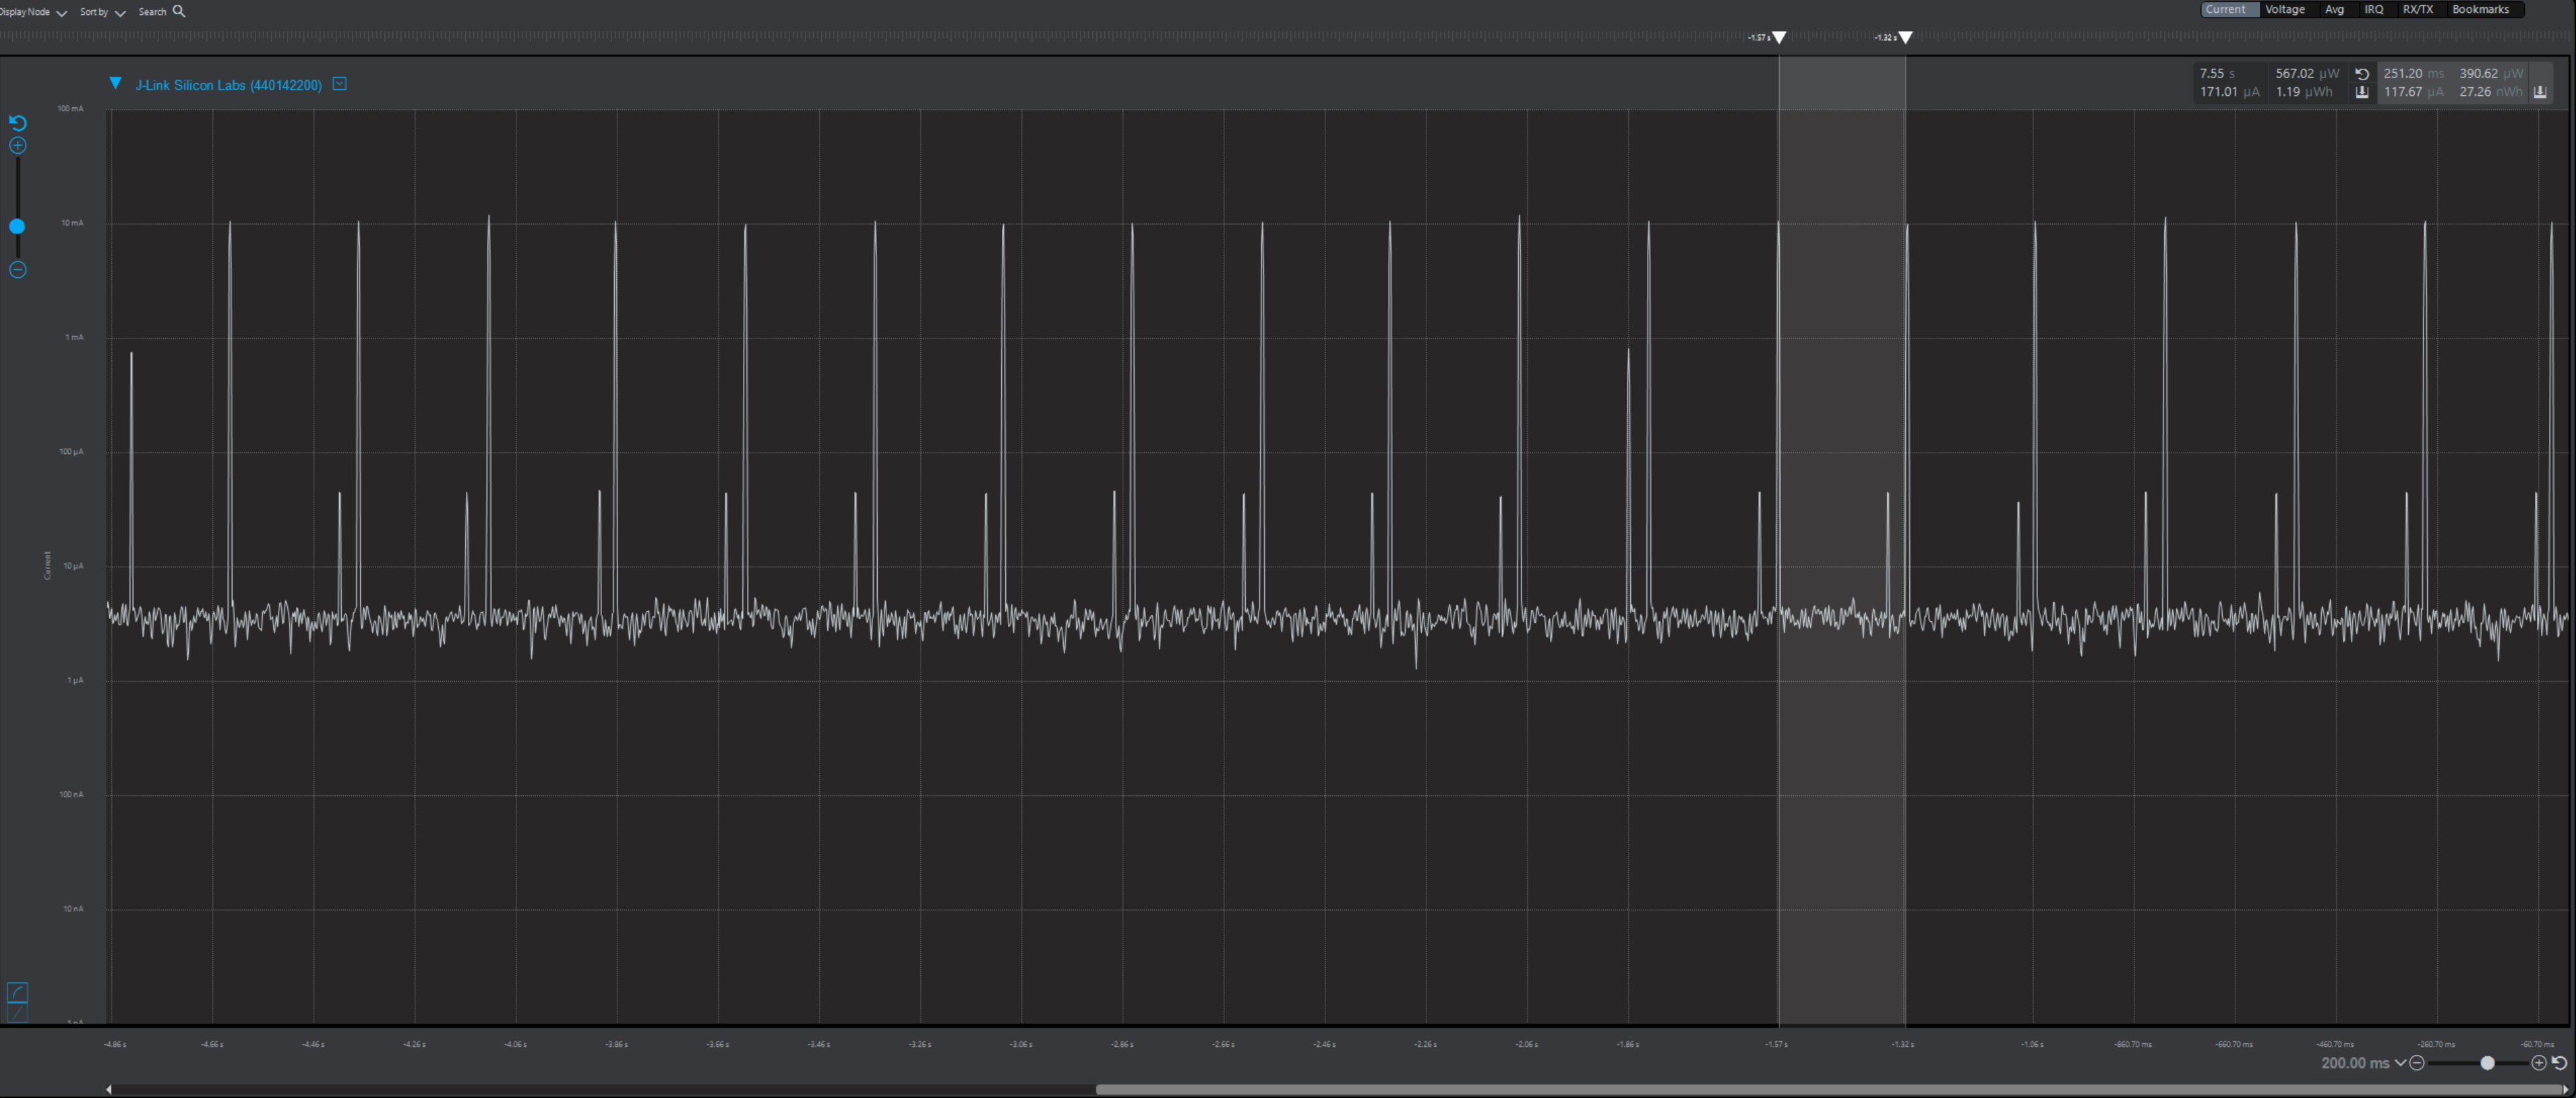 Display Node Sort by Search Current Voltage Avg IRQ RX/TX Bookmarks
-1.57 s -1.32 s
J-Link Silicon Labs (440142200)
7.55 s 567.02 µW 251.20 ms 390.62 µW
171.01 µA 1.19 µWh 117.67 µA 27.26 nWh
100 mA
10 mA
1 mA
100 µA
Current
10 µA
1 µA
100 nA
10 nA
-4.86 s -4.66 s -4.46 s -4.26 s -4.06 s -3.86 s -3.66 s -3.46 s -3.26 s -3.06 s -2.86 s -2.66 s -2.46 s -2.26 s -2.06 s -1.86 s -1.57 s -1.32 s -1.06 s -860.70 ms -660.70 ms -460.70 ms -260.70 ms -60.70 ms
200.00 ms